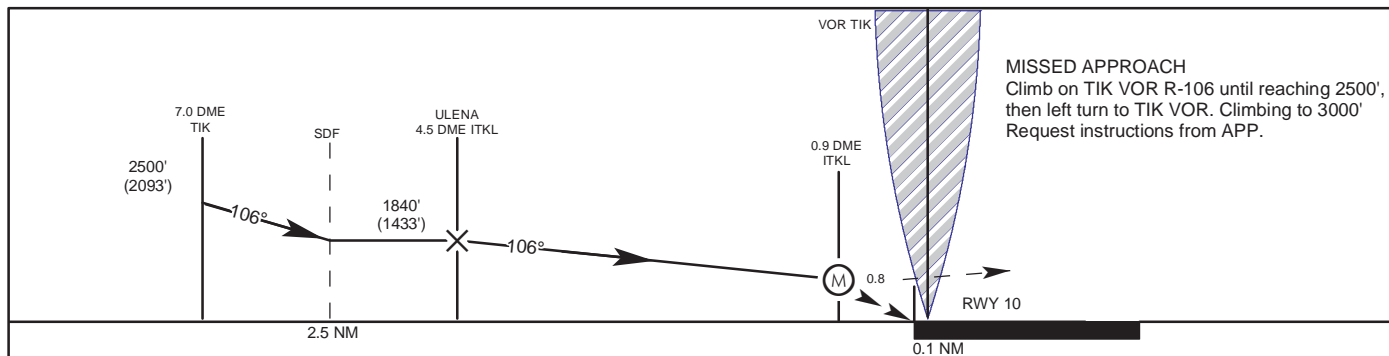 VOR TIK
MISSED APPROACH
Climb on TIK VOR R-106 until reaching 2500',
then left turn to TIK VOR. Climbing to 3000'
Request instructions from APP.
7.0 DME
TIK
SDF
ULENA
4.5 DME ITKL
0.9 DME
ITKL
2500'
(2093')
1840'
(1433')
106°
106°
M
0.8
RWY 10
2.5 NM
0.1 NM